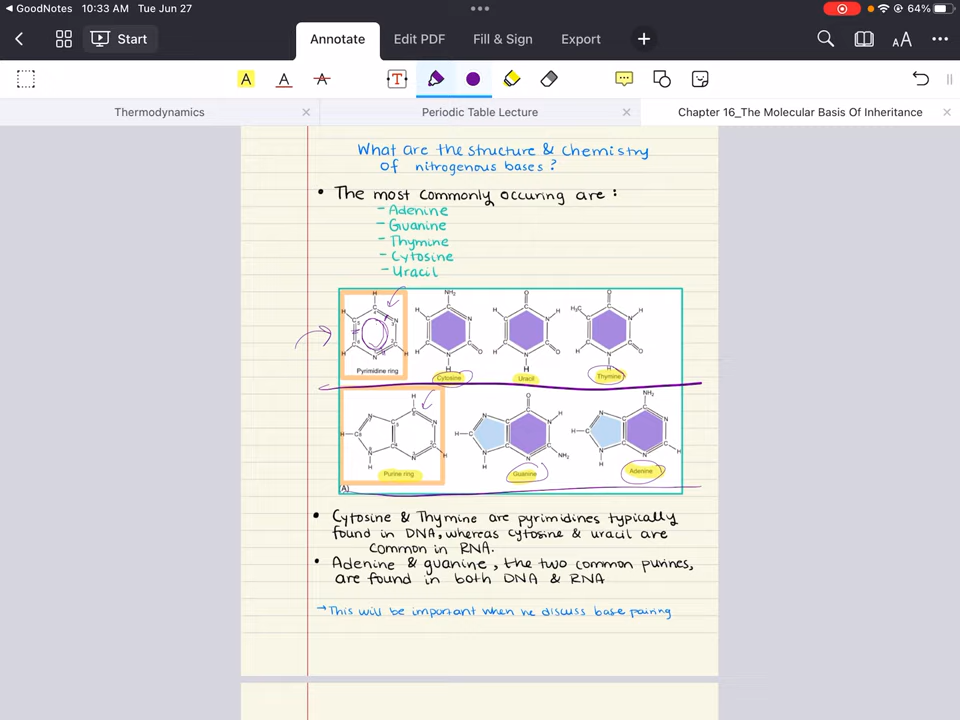 GoodNotes 10:33 AM Tue Jun 27 64%
Start Annotate Edit PDF Fill & Sign Export
A A A T AA
Thermodynamics Periodic Table Lecture Chapter 16_The Molecular Basis Of Inheritance
What are the structure & chemistry
of nitrogenous bases?
• The most commonly occuring are:
- Adenine
- Guanine
- Thymine
- Cytosine
- Uracil
Pyrimidine ring Cytosine Uracil Thymine
Purine ring Guanine Adenine
(A)
• Cytosine & Thymine are pyrimidines typically
found in DNA, whereas cytosine & uracil are
common in RNA.
• Adenine & guanine, the two common purines,
are found in both DNA & RNA
→ This will be important when we discuss base pairing